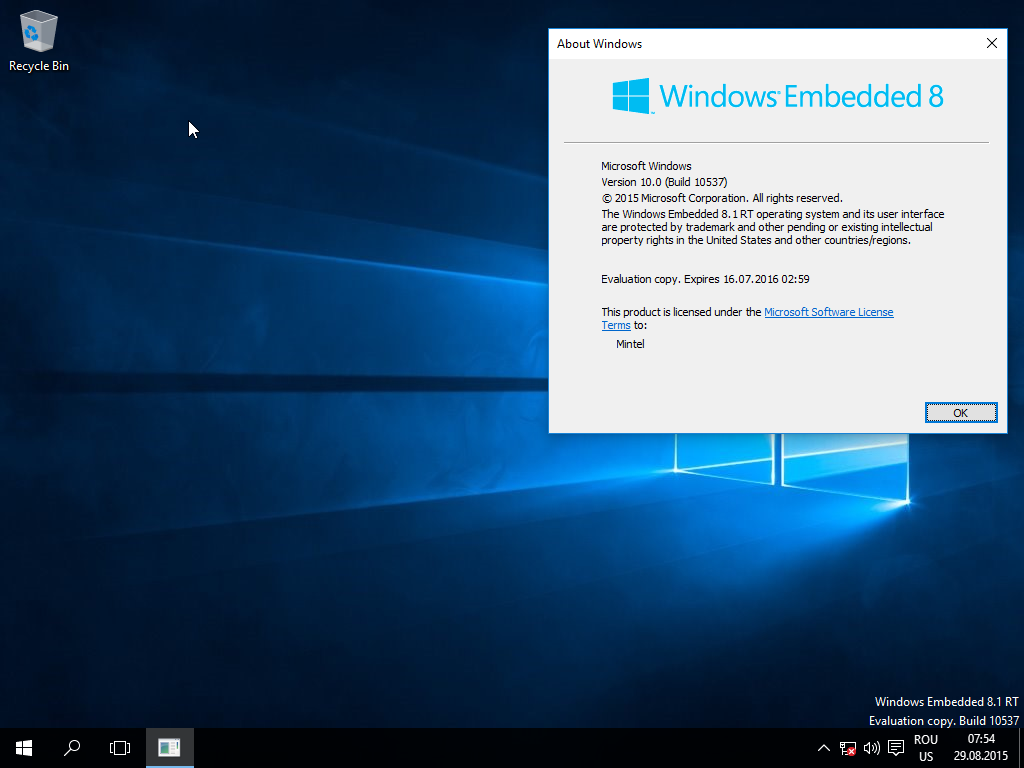 Recycle Bin
About Windows
Windows Embedded 8
Microsoft Windows
Version 10.0 (Build 10537)
© 2015 Microsoft Corporation. All rights reserved.
The Windows Embedded 8.1 RT operating system and its user interface
are protected by trademark and other pending or existing intellectual
property rights in the United States and other countries/regions.
Evaluation copy. Expires 16.07.2016 02:59
This product is licensed under the Microsoft Software License
Terms to:
Mintel
OK
Windows Embedded 8.1 RT
Evaluation copy. Build 10537
ROU
US
07:54
29.08.2015